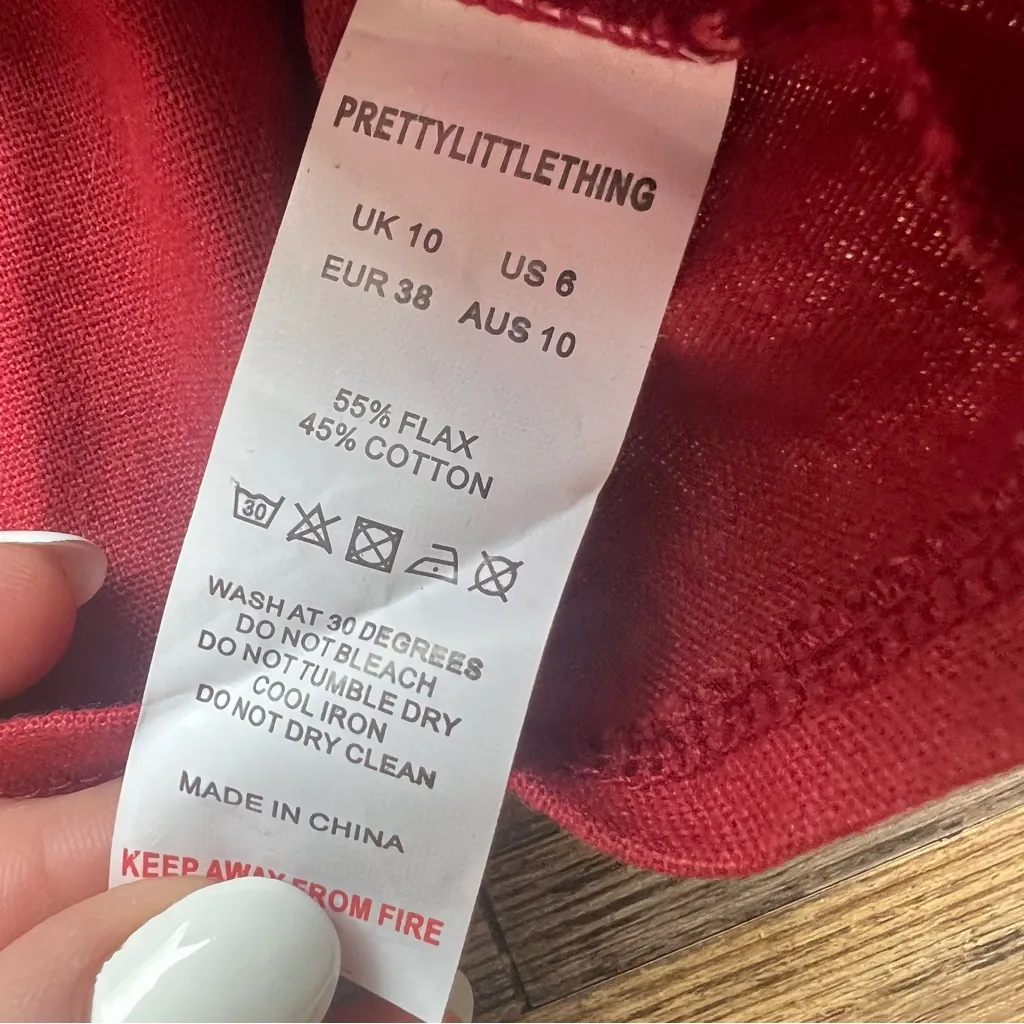 PRETTYLITTLETHING
UK 10 US 6
EUR 38 AUS 10
55% FLAX
45% COTTON
30
WASH AT 30 DEGREES
DO NOT BLEACH
DO NOT TUMBLE DRY
COOL IRON
DO NOT DRY CLEAN
MADE IN CHINA
KEEP AWAY FROM FIRE